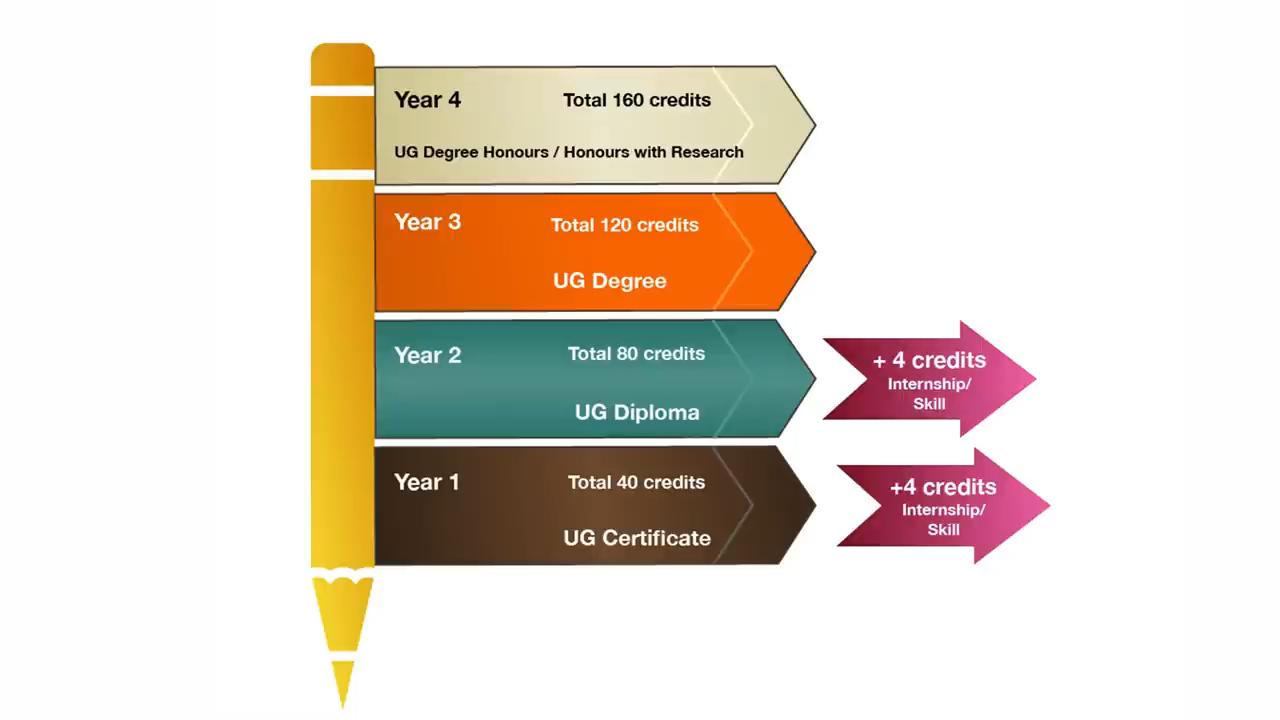 Year 4 Total 160 credits
UG Degree Honours / Honours with Research
Year 3 Total 120 credits
UG Degree
Year 2 Total 80 credits
UG Diploma
+ 4 credits
Internship/
Skill
Year 1 Total 40 credits
UG Certificate
+4 credits
Internship/
Skill